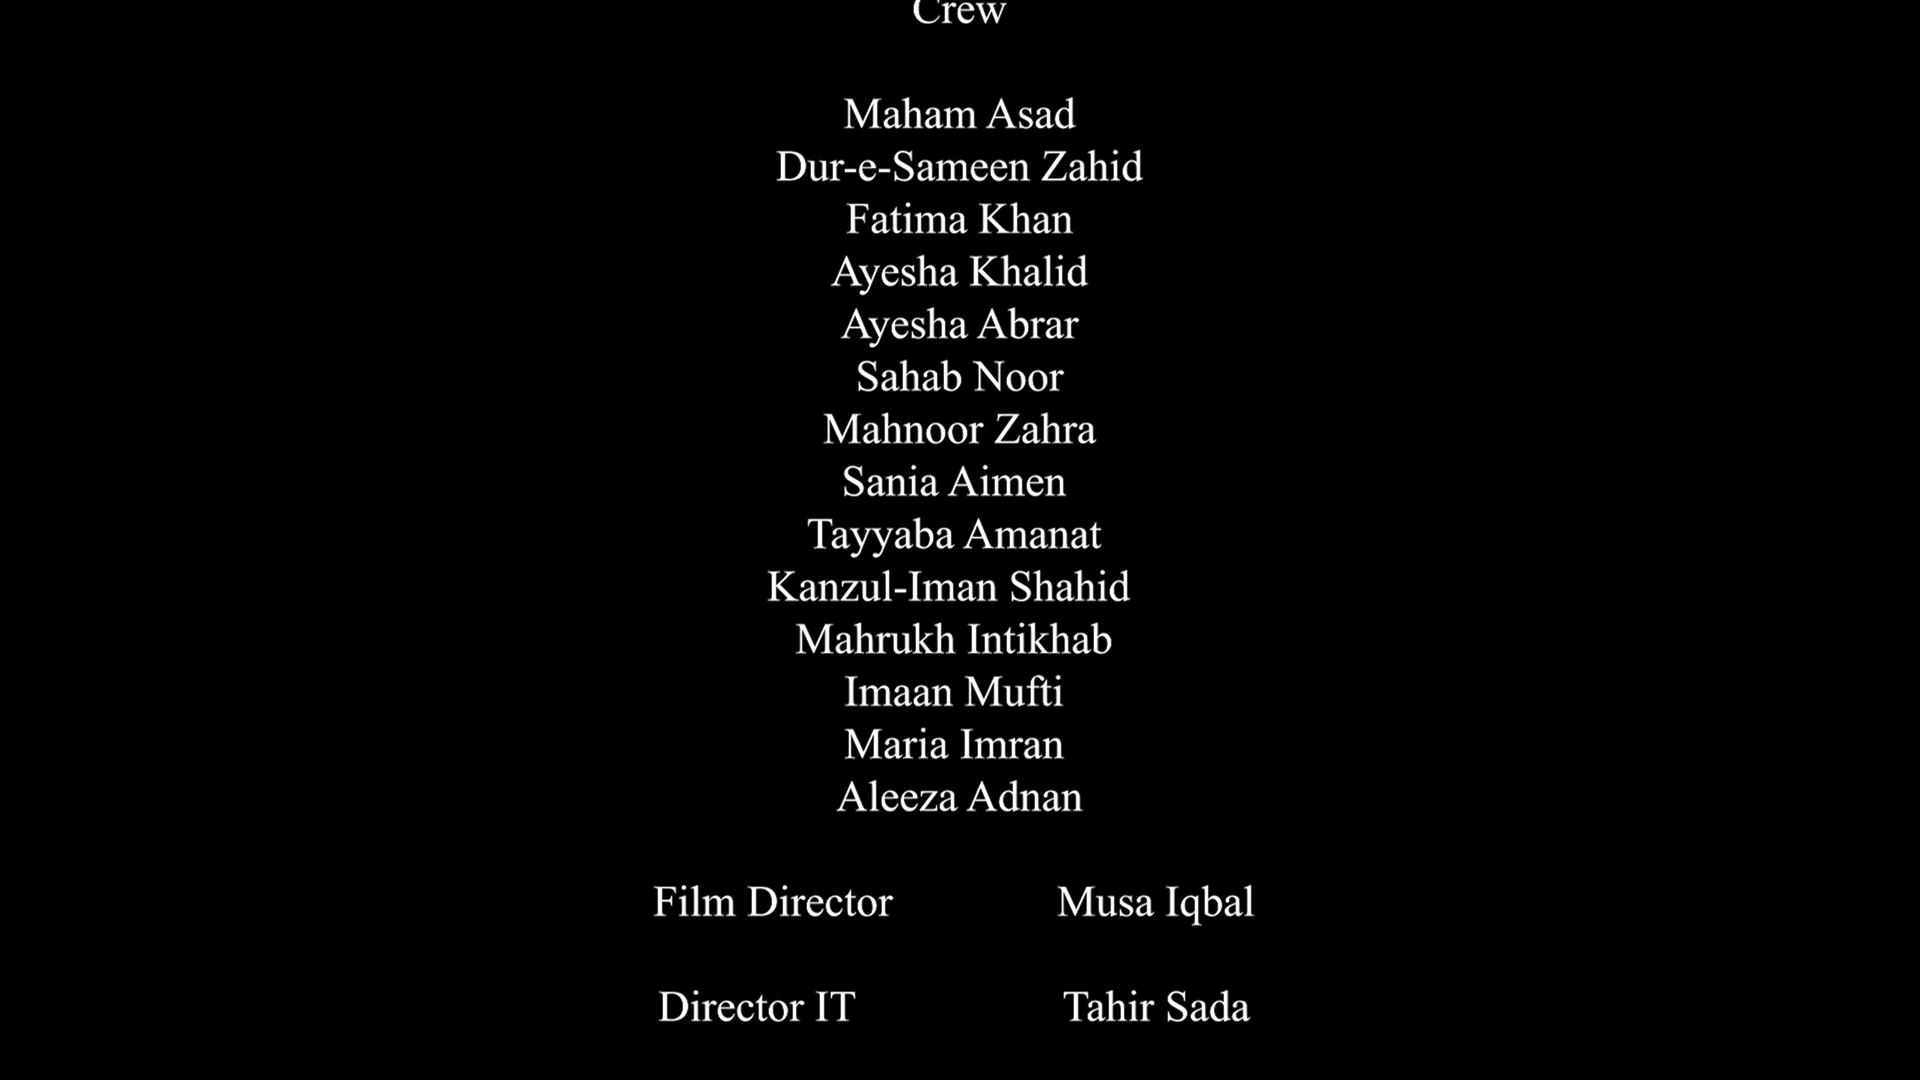 Crew
Maham Asad
Dur-e-Sameen Zahid
Fatima Khan
Ayesha Khalid
Ayesha Abrar
Sahab Noor
Mahnoor Zahra
Sania Aimen
Tayyaba Amanat
Kanzul-Iman Shahid
Mahrukh Intikhab
Imaan Mufti
Maria Imran
Aleeza Adnan
Film Director Musa Iqbal
Director IT Tahir Sada